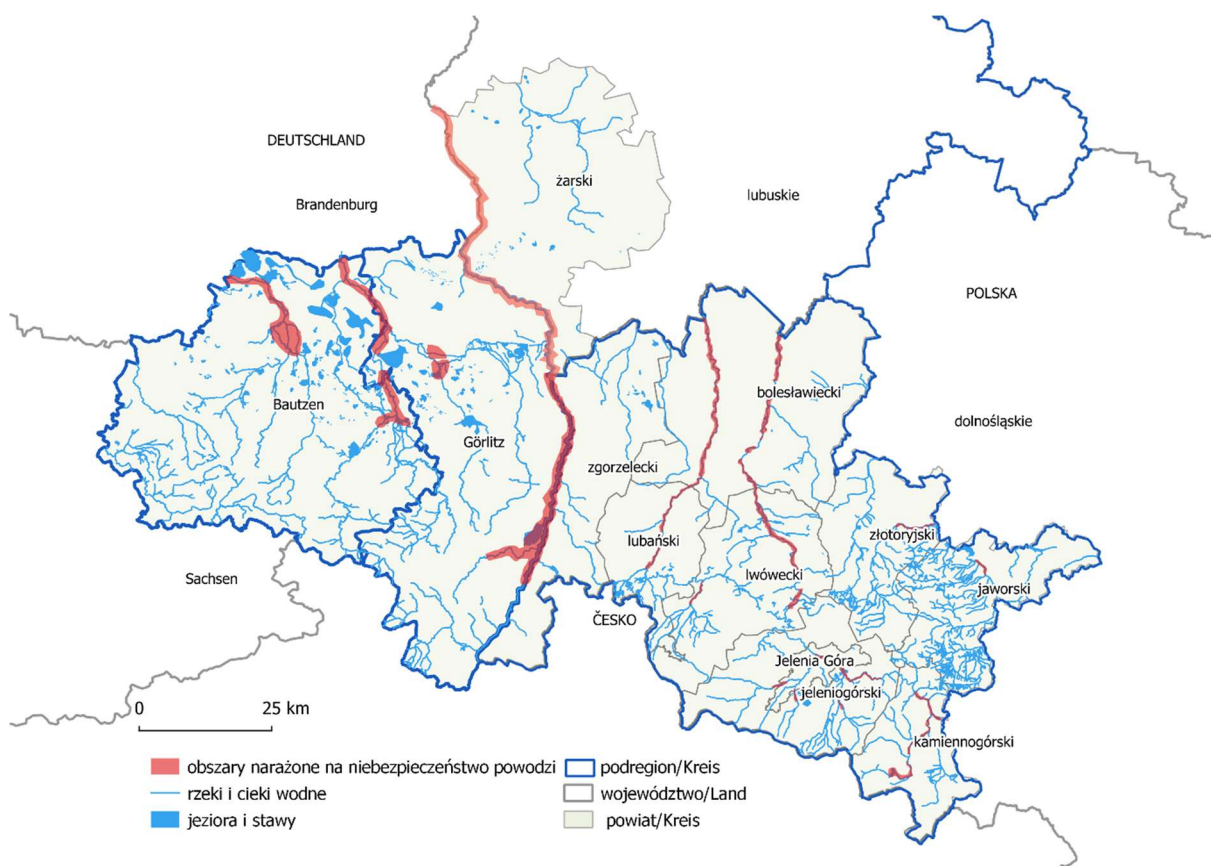 DEUTSCHLAND
Brandenburg
żarski
lubuskie
POLSKA
dolnośląskie
bolesławiecki
Bautzen
Görlitz
zgorzelecki
lubański
lwówecki
złotoryjski
jaworski
Sachsen
ČESKO
Jelenia Góra
jeleniogórski
kamiennogórski
0 25 km
obszary narażone na niebezpieczeństwo powodzi
rzeki i cieki wodne
jeziora i stawy
podregion/Kreis
województwo/Land
powiat/Kreis